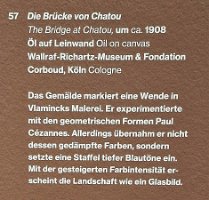 57 Die Brücke von Chatou
The Bridge at Chatou, um ca. 1908
Öl auf Leinwand Oil on canvas
Wallraf-Richartz-Museum & Fondation
Corboud, Köln Cologne
Das Gemälde markiert eine Wende in
Vlamincks Malerei. Er experimentierte
mit den geometrischen Formen Paul
Cézannes. Allerdings übernahm er nicht
dessen gedämpfte Farben, sondern
setzte eine Staffel tiefer Blautöne ein.
Mit der gesteigerten Farbintensität er-
scheint die Landschaft wie ein Glasbild.